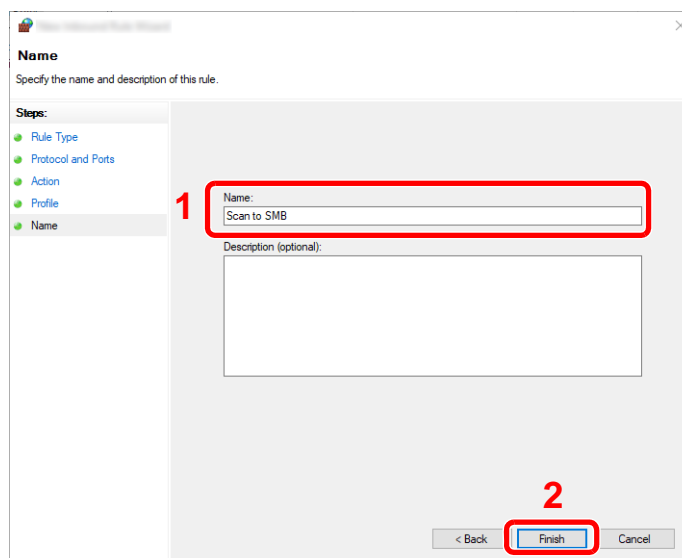 Name
Specify the name and description of this rule.
Steps:
Rule Type
Protocol and Ports
Action
Profile
Name
1
Name:
Scan to SMB
Description (optional):
2
< Back
Finish
Cancel